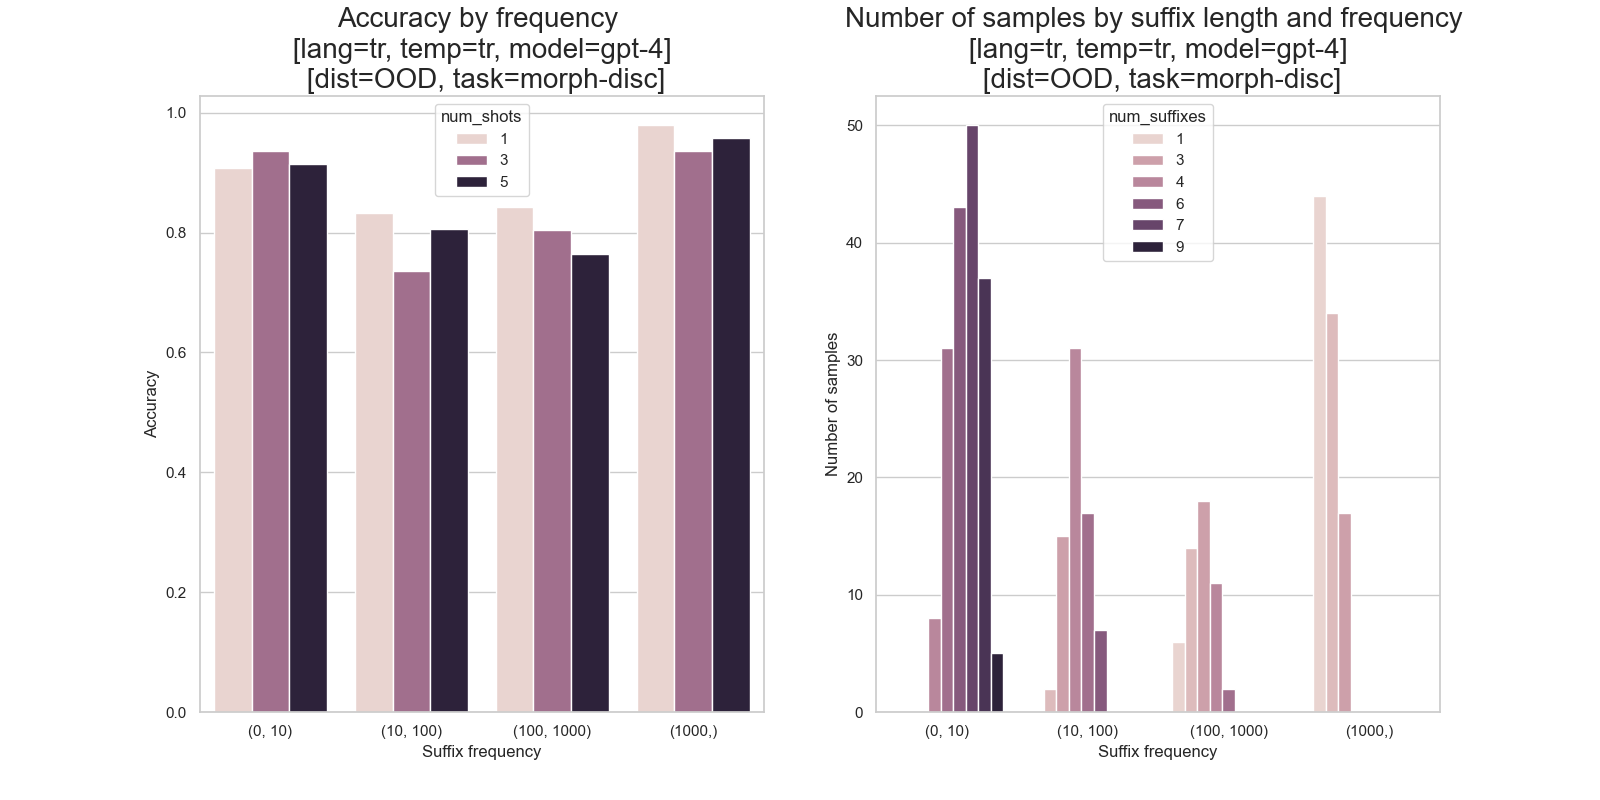 Accuracy by frequency
[lang=tr, temp=tr, model=gpt-4]
[dist=OOD, task=morph-disc]
num_shots
1
3
5
1.0
0.8
0.6
0.4
0.2
0.0
Accuracy
(0, 10)
(10, 100)
(100, 1000)
(1000,)
Suffix frequency
Number of samples by suffix length and frequency
[lang=tr, temp=tr, model=gpt-4]
[dist=OOD, task=morph-disc]
num_suffixes
1
3
4
6
7
9
50
40
30
20
10
0
Number of samples
(0, 10)
(10, 100)
(100, 1000)
(1000,)
Suffix frequency